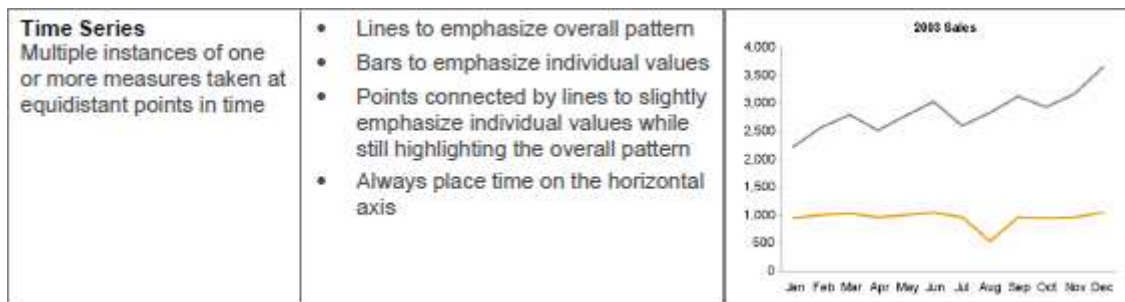 Time Series
Multiple instances of one
or more measures taken at
equidistant points in time
• Lines to emphasize overall pattern
• Bars to emphasize individual values
• Points connected by lines to slightly
emphasize individual values while
still highlighting the overall pattern
• Always place time on the horizontal
axis
2003 Sales
4,000
3,500
3,000
2,500
2,000
1,500
1,000
500
0
Jan Feb Mar Apr May Jun Jul Aug Sep Oct Nov Dec